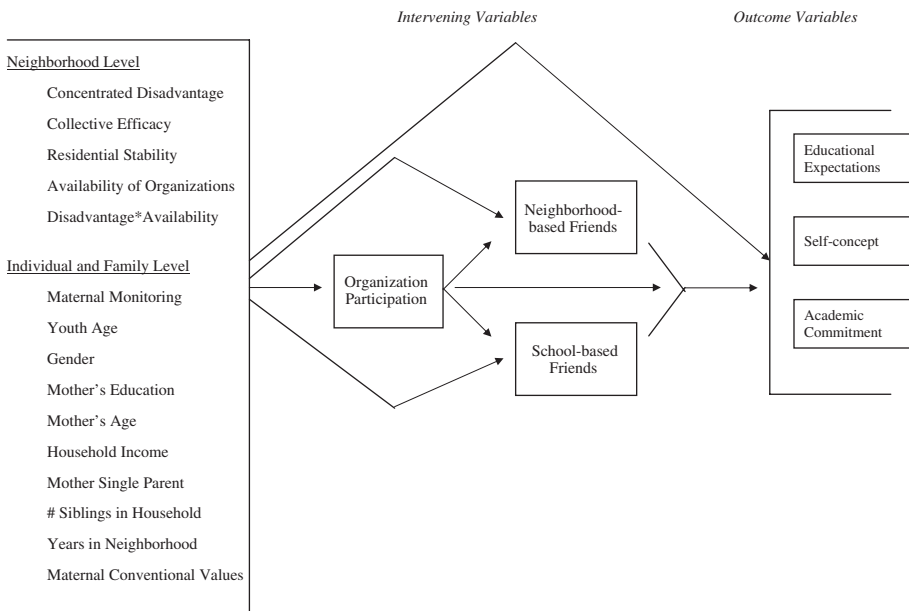 Intervening Variables
Outcome Variables
Neighborhood Level
Concentrated Disadvantage
Collective Efficacy
Residential Stability
Availability of Organizations
Disadvantage*Availability
Individual and Family Level
Maternal Monitoring
Youth Age
Gender
Mother's Education
Mother's Age
Household Income
Mother Single Parent
# Siblings in Household
Years in Neighborhood
Maternal Conventional Values
Organization
Participation
Neighborhood-
based Friends
School-based
Friends
Educational
Expectations
Self-concept
Academic
Commitment